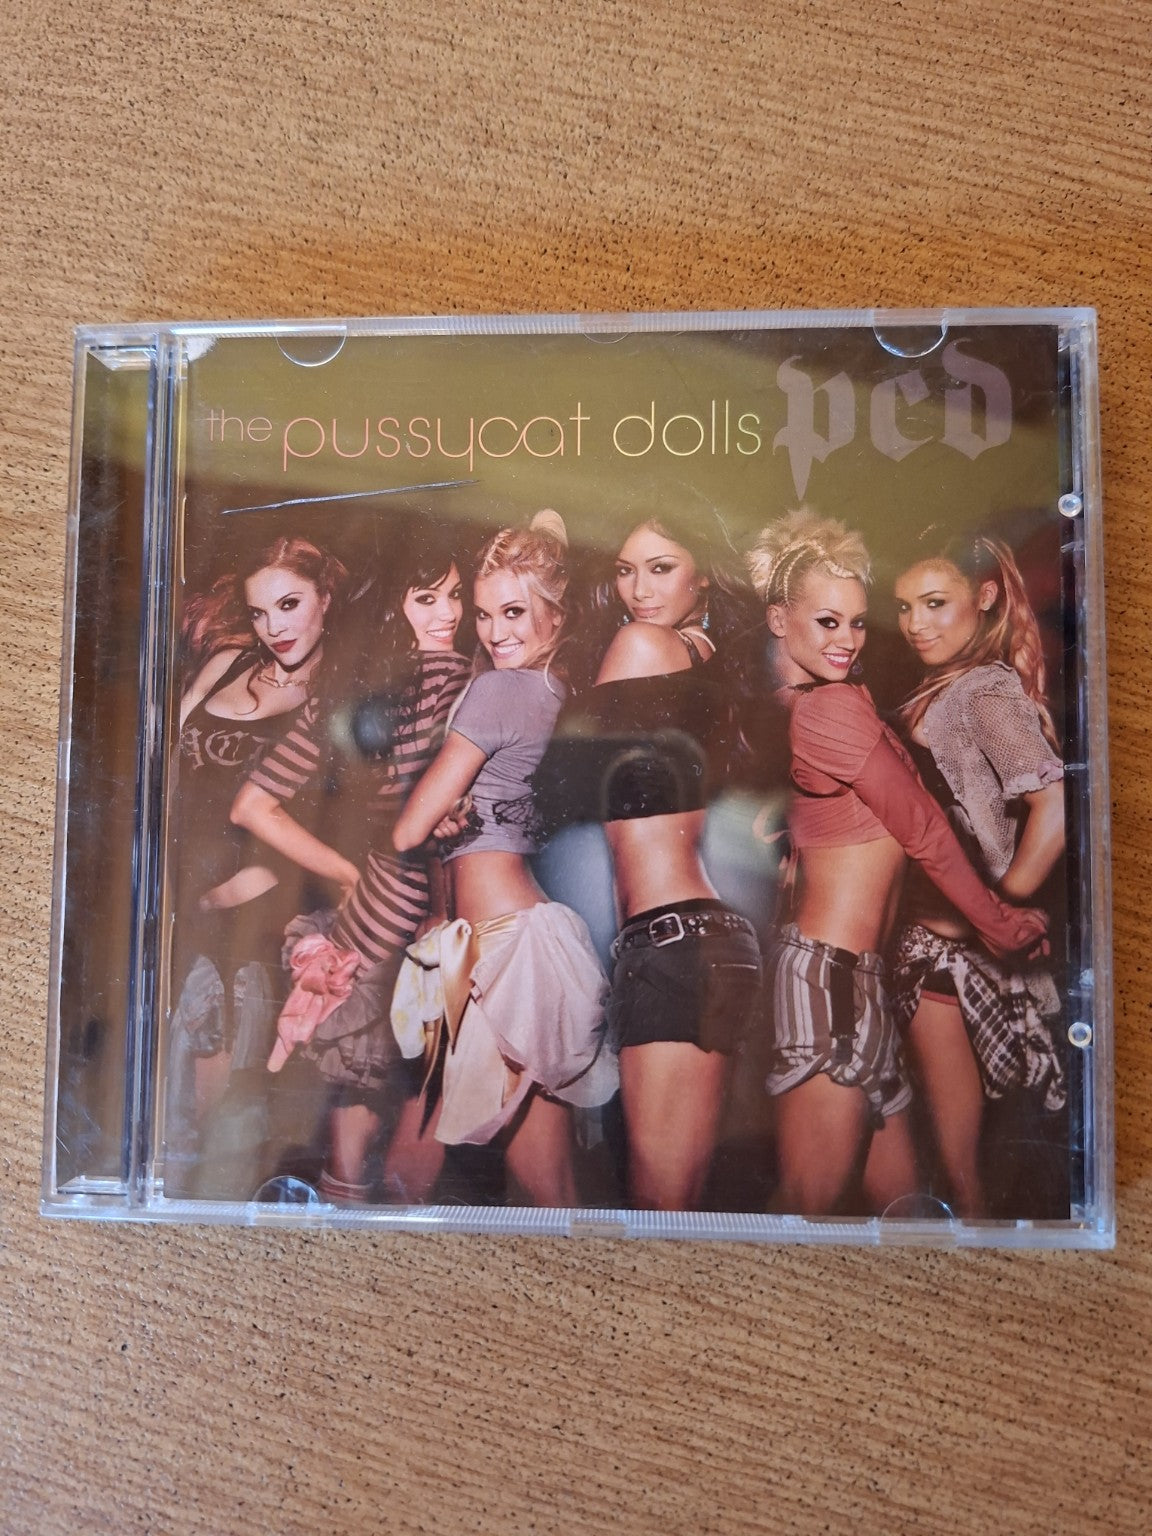 the pussycat dolls pcd